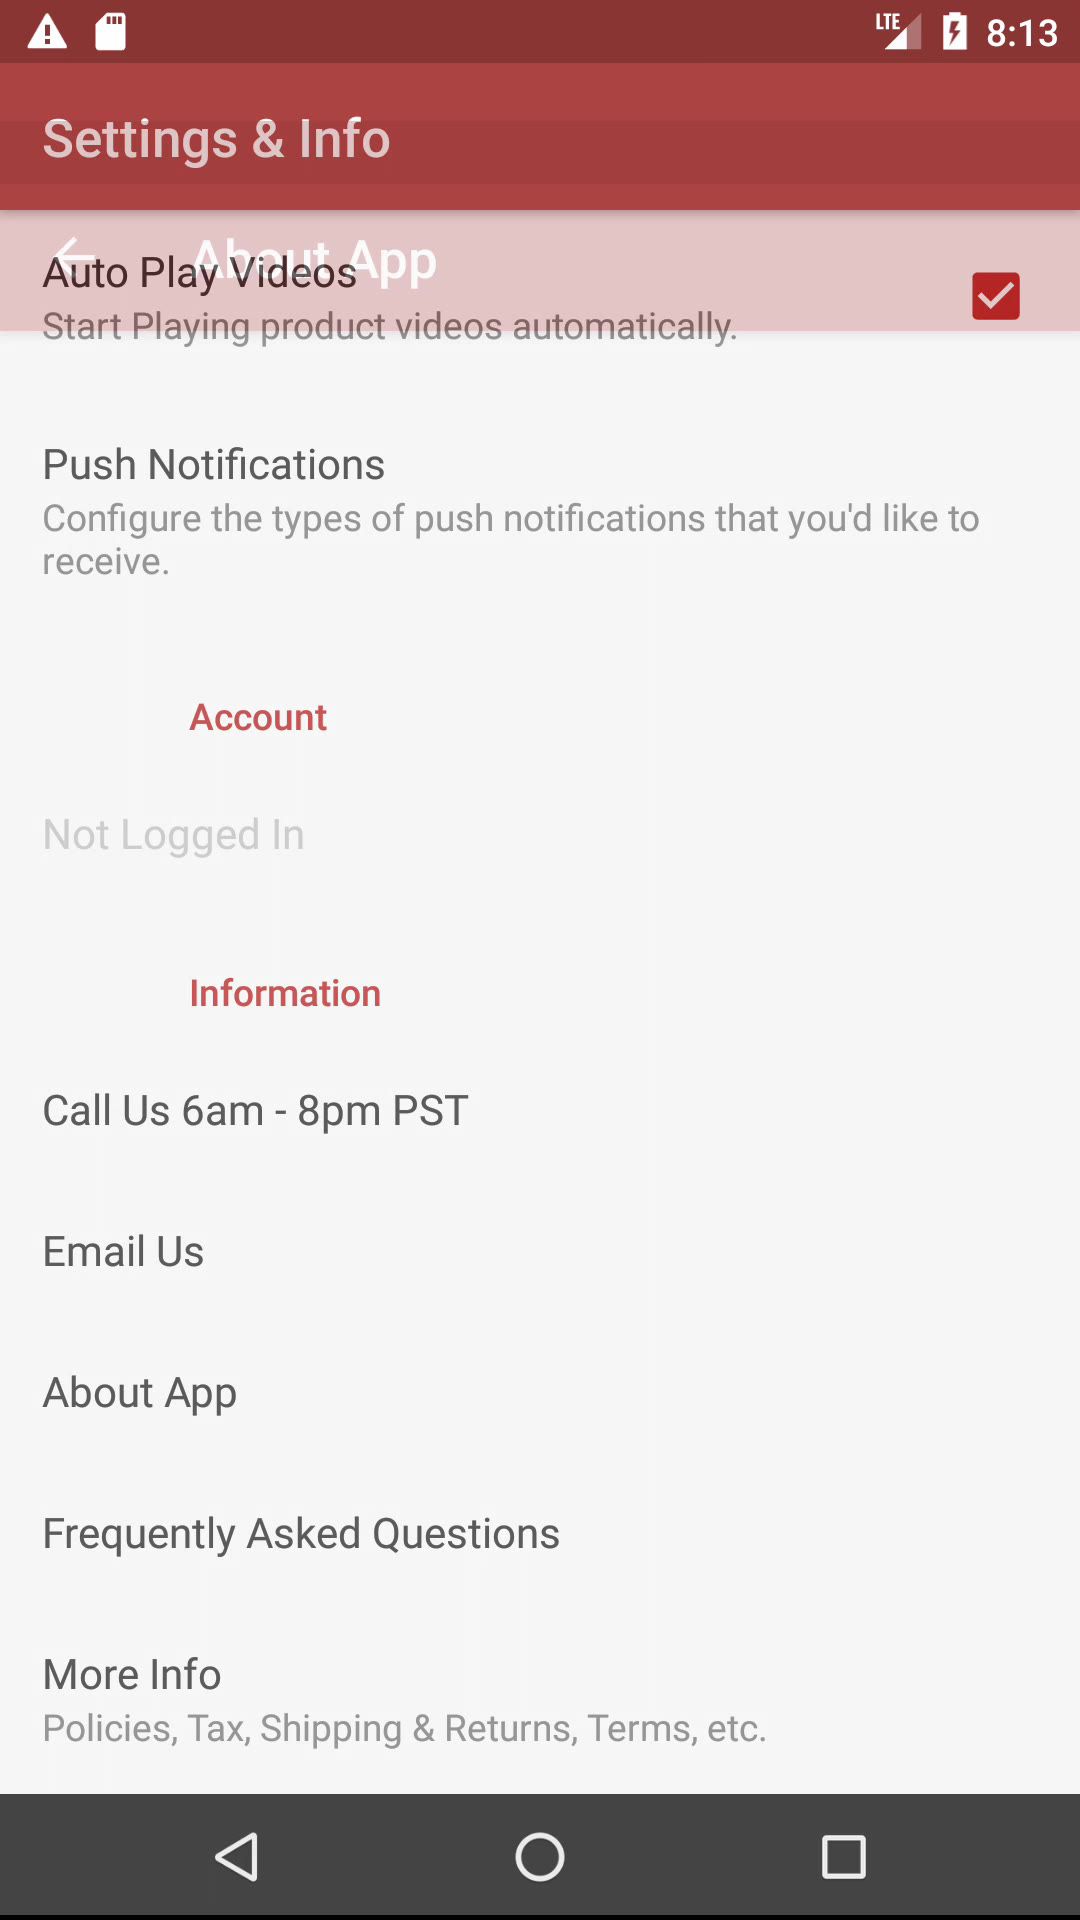 LTE 8:13
Settings & Info
About App
Auto Play Videos
Start Playing product videos automatically.
Push Notifications
Configure the types of push notifications that you'd like to
receive.
Account
Not Logged In
Information
Call Us 6am - 8pm PST
Email Us
About App
Frequently Asked Questions
More Info
Policies, Tax, Shipping & Returns, Terms, etc.